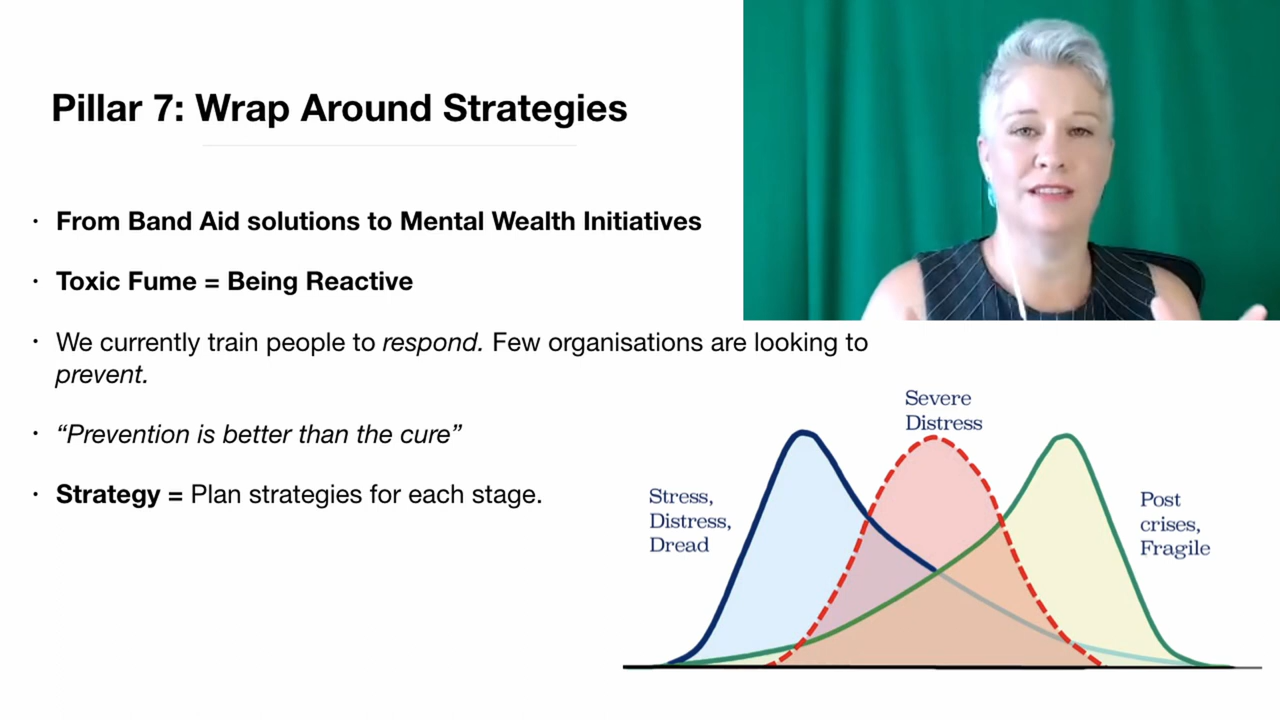 Pillar 7: Wrap Around Strategies
· From Band Aid solutions to Mental Wealth Initiatives
· Toxic Fume = Being Reactive
· We currently train people to respond. Few organisations are looking to
prevent.
· “Prevention is better than the cure”
· Strategy = Plan strategies for each stage.
Stress,
Distress,
Dread
Severe
Distress
Post
crises,
Fragile